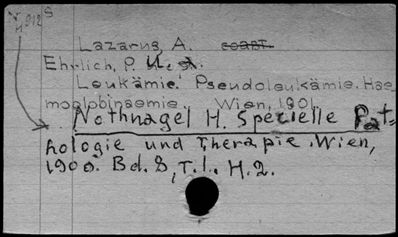 912 S
Lazarus, A.
Ehrlich, P. U.
Leukämie. Pseudoleukämie. Hae-
moglobinaemie. Wien, 1901
Nothnagel H. Spezielle Pat-
hologie und Therapie. Wien,
1900. Bd. 8, T. 1. H. 2.